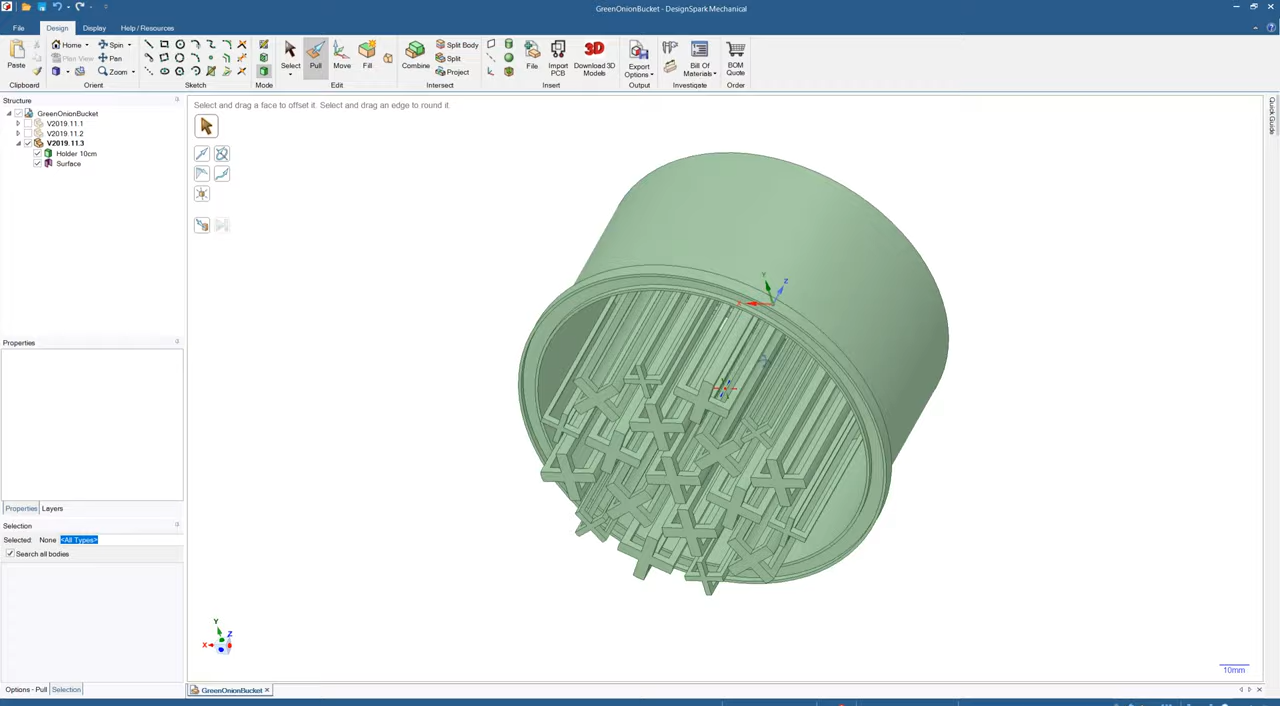 GreenOnionBucket - DesignSpark Mechanical
File Design Display Help / Resources
Paste
Home
Plan View
Spin
Pan
Zoom
Select
Pull
Move
Fill
Combine
Split Body
Split
Project
File
Import PCB
Download 3D Models
Export Options
Bill Of Materials
BOM Quote
Clipboard Orient Sketch Mode Edit Intersect Insert Output Investigate Order
Structure
GreenOnionBucket
V2019.11.1
V2019.11.2
V2019.11.3
Holder 10cm
Surface
Select and drag a face to offset it. Select and drag an edge to round it
Quick Guide
Y
Z
Properties
Properties Layers
Selection
Selected: None <All Types>
Search all bodies
Y
Z
X
10mm
Options - Pull Selection
GreenOnionBucket